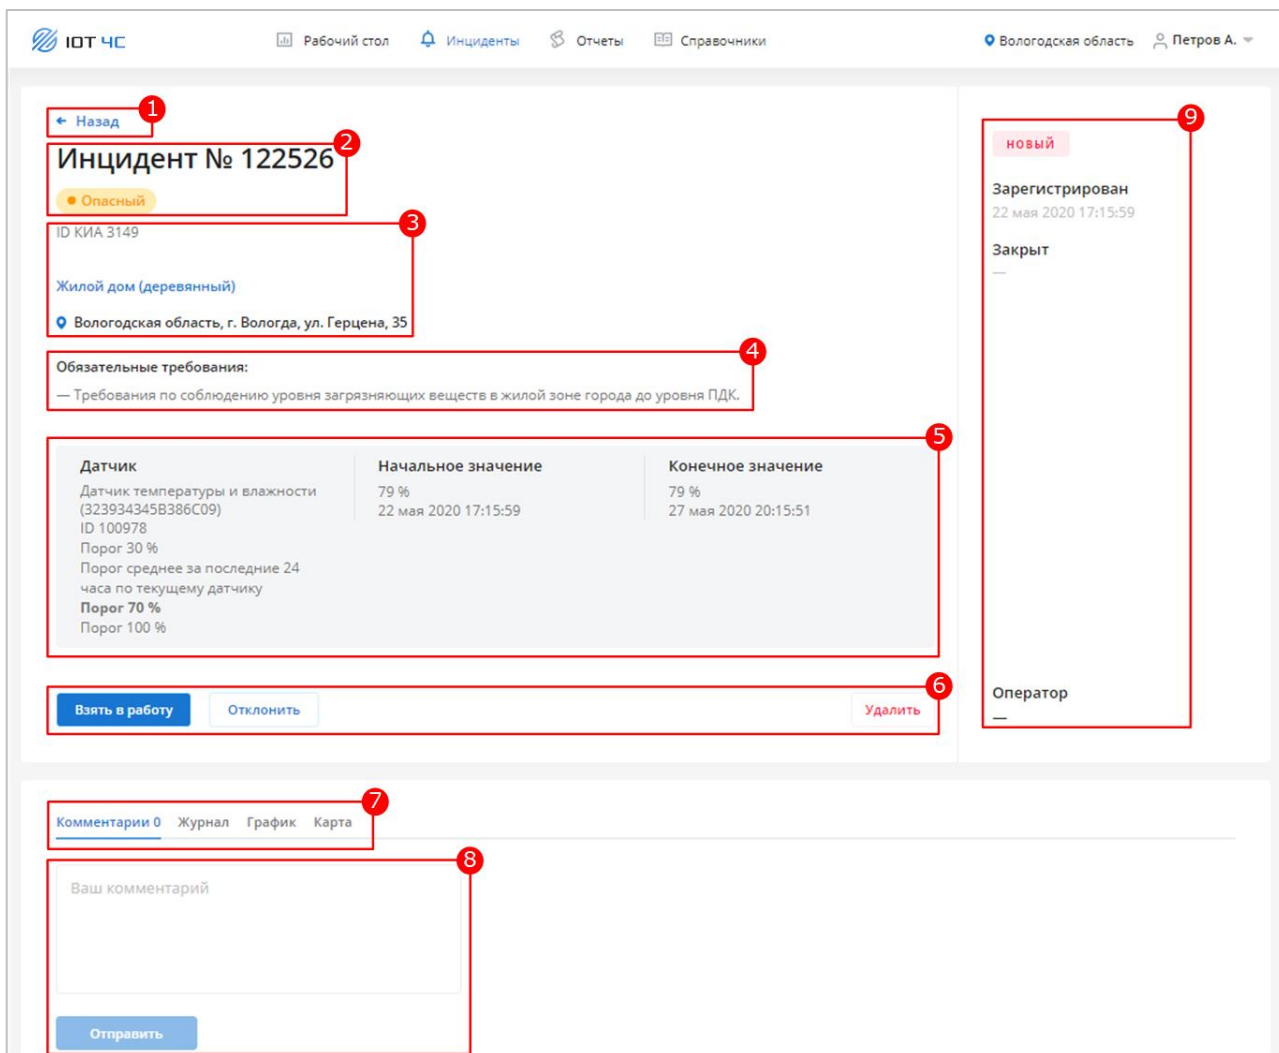 IOT ЧС
Рабочий стол
Инциденты
Отчеты
Справочники
Вологодская область
Петров А.
1
← Назад
2
Инцидент № 122526
Опасный
3
ID КИА 3149
Жилой дом (деревянный)
Вологодская область, г. Вологда, ул. Герцена, 35
4
Обязательные требования:
— Требования по соблюдению уровня загрязняющих веществ в жилой зоне города до уровня ПДК.
5
Датчик
Датчик температуры и влажности
(323934345B386C09)
ID 100978
Порог 30 %
Порог среднее за последние 24
часа по текущему датчику
Порог 70 %
Порог 100 %
Начальное значение
79 %
22 мая 2020 17:15:59
Конечное значение
79 %
27 мая 2020 20:15:51
6
Взять в работу
Отклонить
Удалить
9
НОВЫЙ
Зарегистрирован
22 мая 2020 17:15:59
Закрыт
—
Оператор
—
7
Комментарии 0
Журнал
График
Карта
8
Ваш комментарий
Отправить